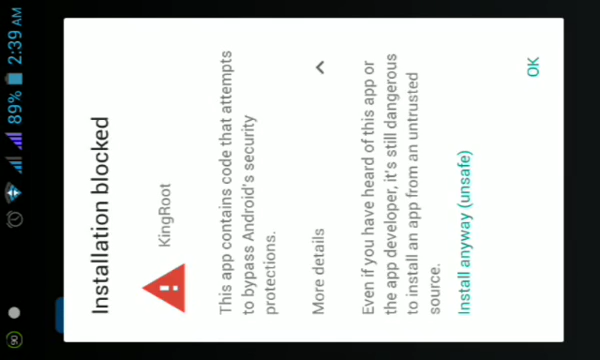 90
89% 2:39 AM
Installation blocked
KingRoot
This app contains code that attempts
to bypass Android's security
protections.
More details
Even if you have heard of this app or
the app developer, it's still dangerous
to install an app from an untrusted
source.
Install anyway (unsafe)
OK